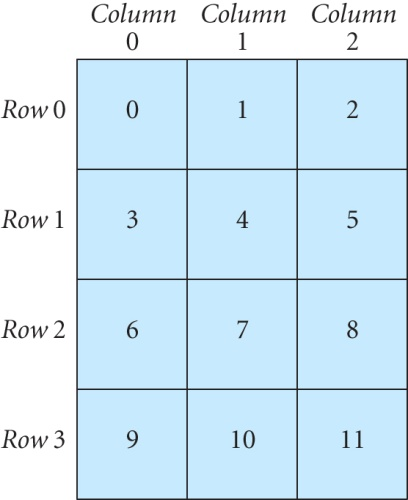 Column Column Column
0 1 2
Row 0 0 1 2
Row 1 3 4 5
Row 2 6 7 8
Row 3 9 10 11